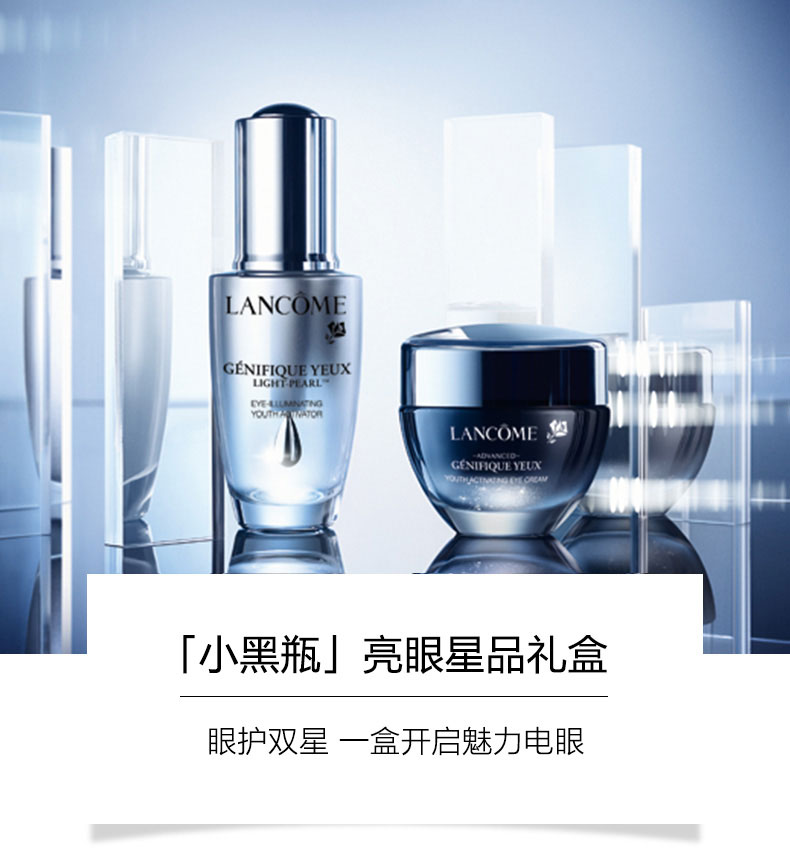 LANCÔME
GÉNIFIQUE YEUX
LIGHT-PEARL™
EYE-ILLUMINATING
YOUTH ACTIVATOR
LANCÔME
-ADVANCED-
GÉNIFIQUE YEUX
YOUTH ACTIVATING EYE CREAM
「小黑瓶」亮眼星品礼盒
眼护双星 一盒开启魅力电眼